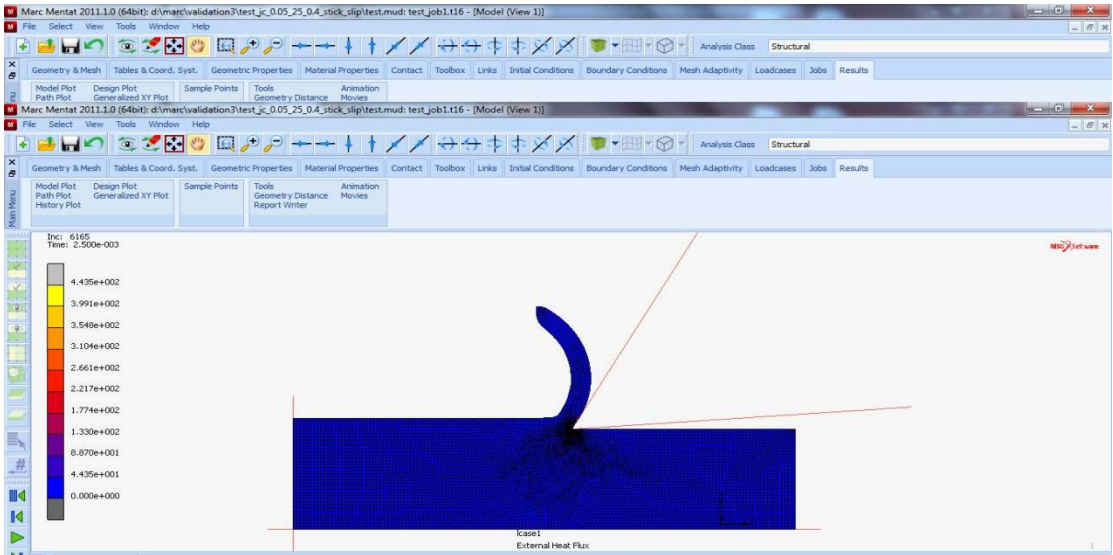 Marc Mentat 2011.1.0 (64bit): d:\marc\validation3\test_jc_0.05_25_0.4_stick_slip\test.mud: test_job1.t16 - [Model (View 1)]
File Select View Tools Window Help
Analysis Class Structural
Geometry & Mesh Tables & Coord. Syst. Geometric Properties Material Properties Contact Toolbox Links Initial Conditions Boundary Conditions Mesh Adaptivity Loadcases Jobs Results
Model Plot Design Plot Sample Points Tools Animation
Path Plot Generalized XY Plot Geometry Distance Movies
Marc Mentat 2011.1.0 (64bit): d:\marc\validation3\test_jc_0.05_25_0.4_stick_slip\test.mud: test_job1.t16 - [Model (View 1)]
File Select View Tools Window Help
Analysis Class Structural
Geometry & Mesh Tables & Coord. Syst. Geometric Properties Material Properties Contact Toolbox Links Initial Conditions Boundary Conditions Mesh Adaptivity Loadcases Jobs Results
Model Plot Design Plot Sample Points Tools Animation
Path Plot Generalized XY Plot Geometry Distance Movies
History Plot Report Writer
Main Menu
Inc: 6165
Time: 2.500e-003
MSC Software
4.435e+002
3.991e+002
3.548e+002
3.104e+002
2.661e+002
2.217e+002
1.774e+002
1.330e+002
8.870e+001
4.435e+001
0.000e+000
lcase1
External Heat Flux
1